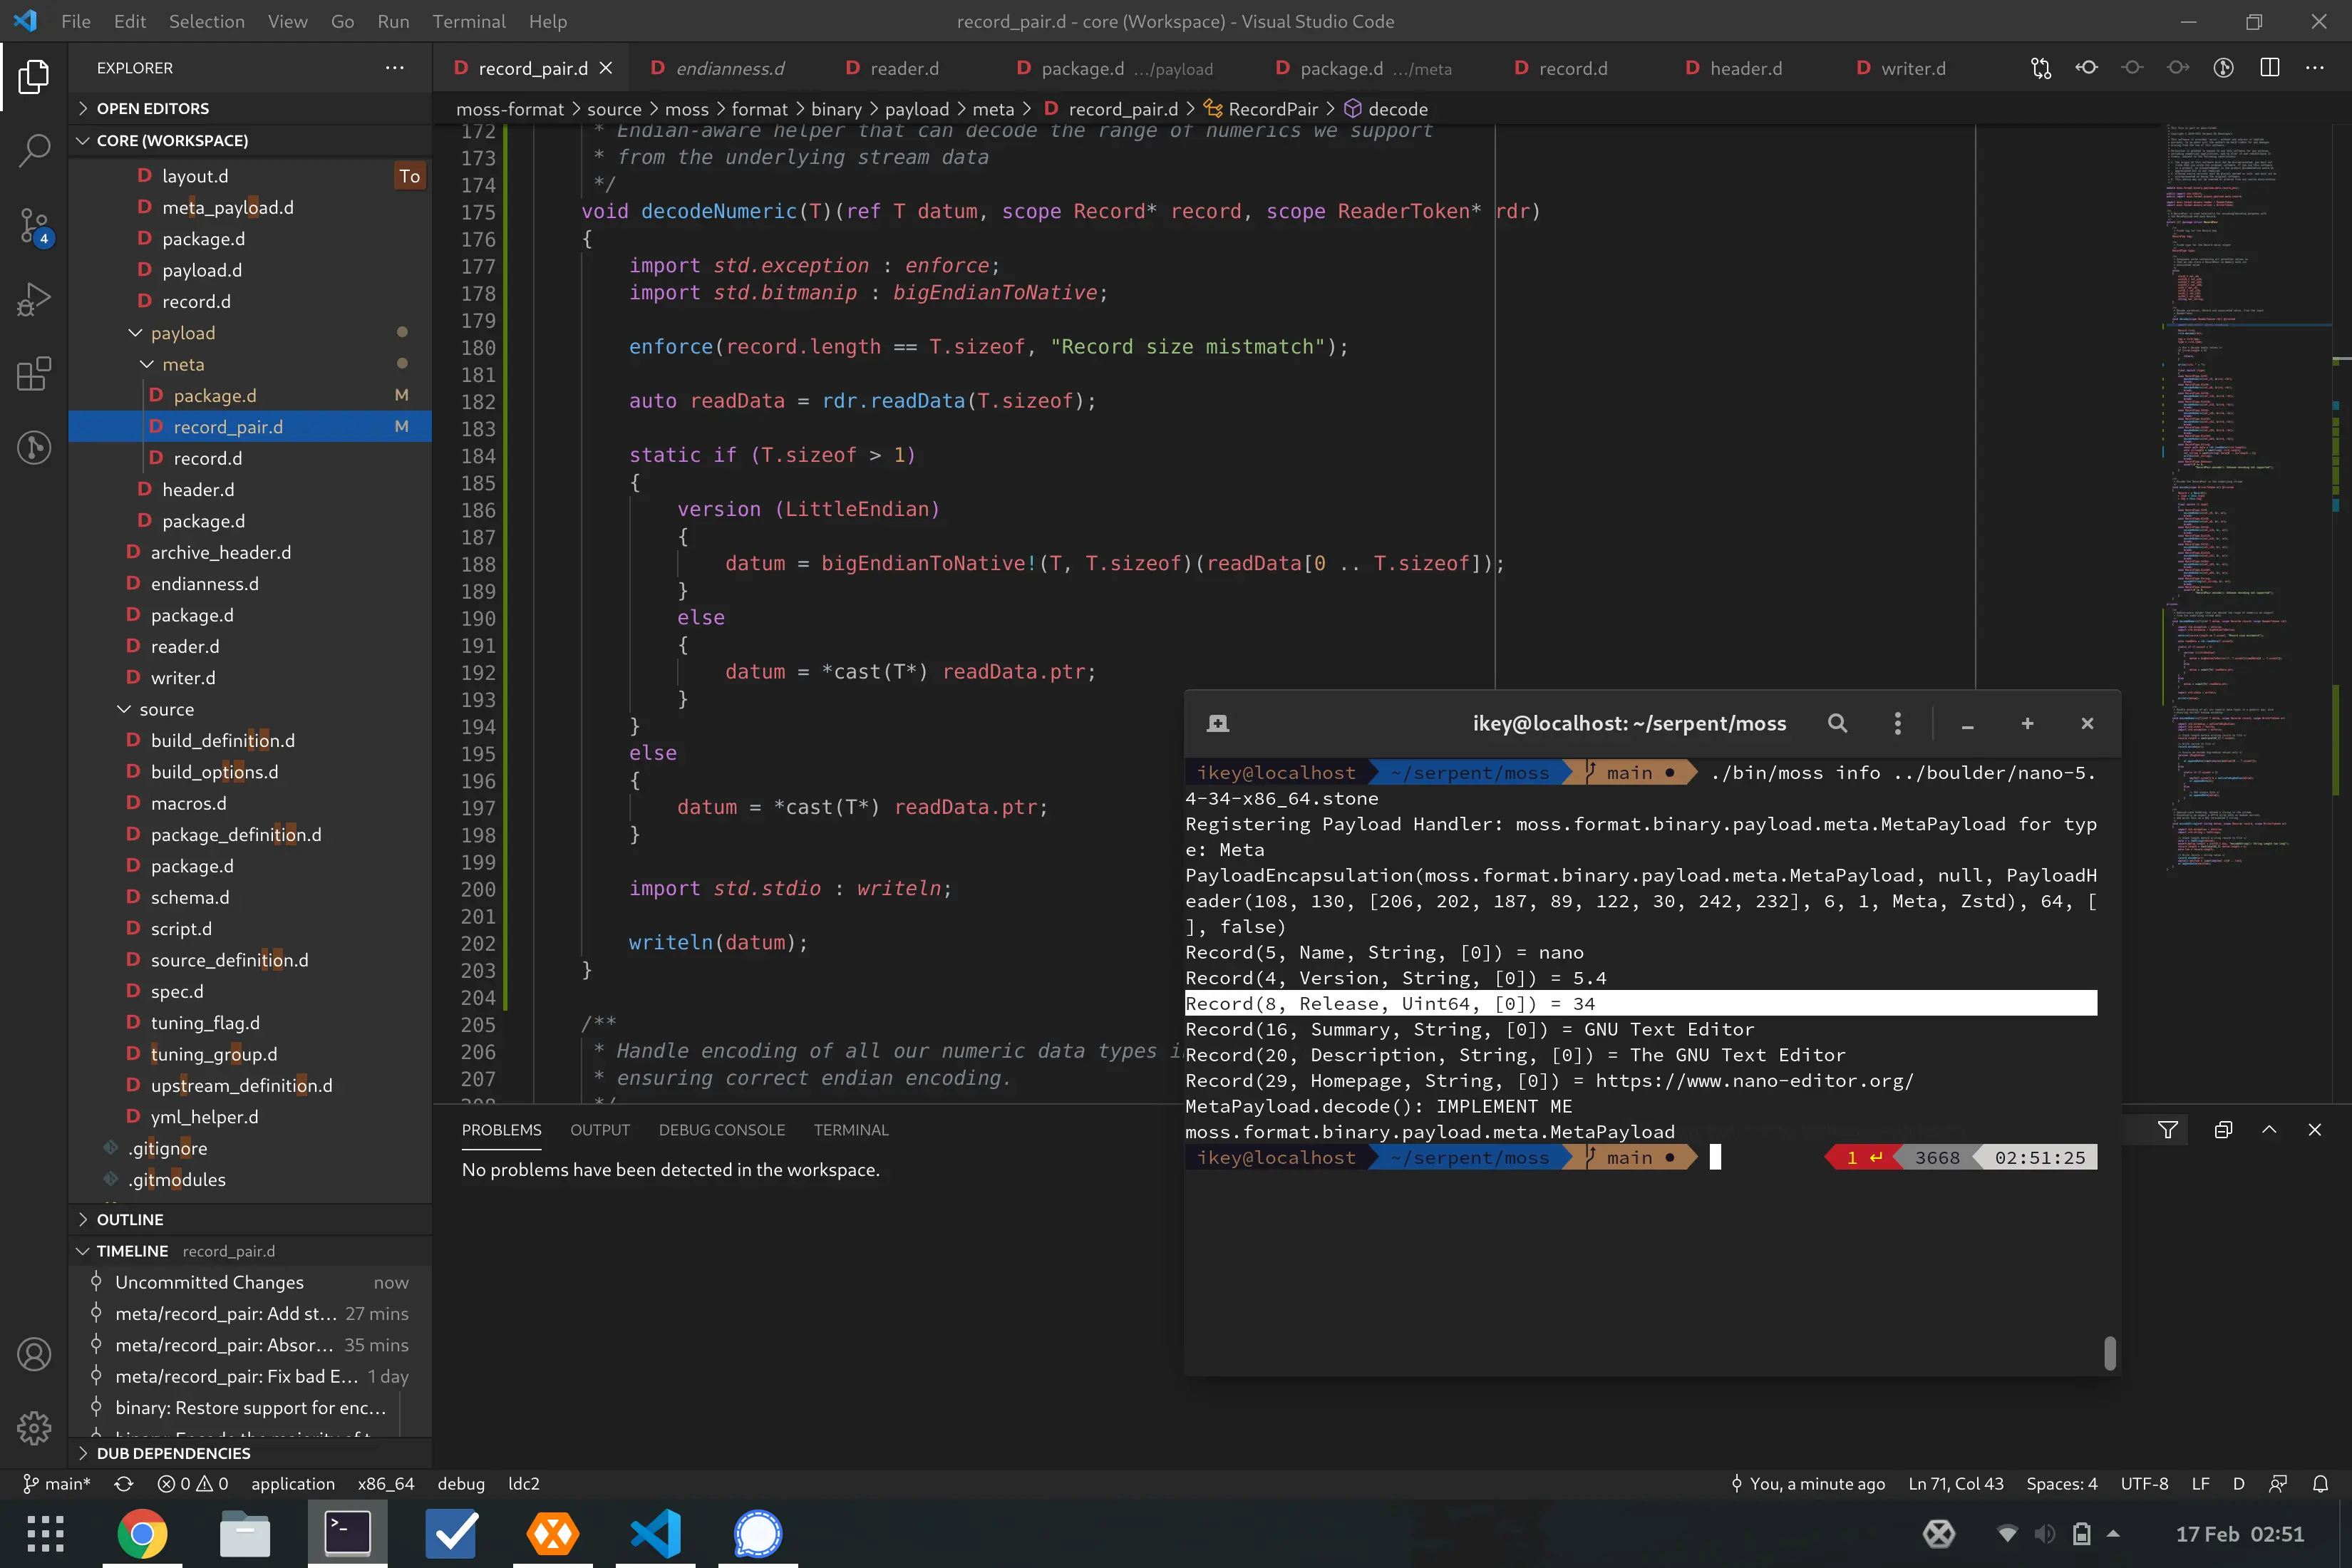 File Edit Selection View Go Run Terminal Help
record_pair.d - core (Workspace) - Visual Studio Code
EXPLORER
OPEN EDITORS
CORE (WORKSPACE)
layout.d
To
meta_payload.d
package.d
payload.d
record.d
payload
meta
package.d M
record_pair.d M
record.d
header.d
package.d
archive_header.d
endianness.d
package.d
reader.d
writer.d
source
build_definition.d
build_options.d
macros.d
package_definition.d
package.d
schema.d
script.d
source_definition.d
spec.d
tuning_flag.d
tuning_group.d
upstream_definition.d
yml_helper.d
.gitignore
.gitmodules
OUTLINE
TIMELINE record_pair.d
Uncommitted Changes now
meta/record_pair: Add st... 27 mins
meta/record_pair: Absor... 35 mins
meta/record_pair: Fix bad E... 1 day
binary: Restore support for enc...
DUB DEPENDENCIES
4
D record_pair.d D endianness.d D reader.d D package.d .../payload D package.d .../meta D record.d D header.d D writer.d
moss-format > source > moss > format > binary > payload > meta > D record_pair.d > RecordPair > decode
172 * Endian-aware helper that can decode the range of numerics we support
173 * from the underlying stream data
174 */
175 void decodeNumeric(T)(ref T datum, scope Record* record, scope ReaderToken* rdr)
176 {
177 import std.exception : enforce;
178 import std.bitmanip : bigEndianToNative;
179
180 enforce(record.length == T.sizeof, "Record size mistmatch");
181
182 auto readData = rdr.readData(T.sizeof);
183
184 static if (T.sizeof > 1)
185 {
186 version (LittleEndian)
187 {
188 datum = bigEndianToNative!(T, T.sizeof)(readData[0 .. T.sizeof]);
189 }
190 else
191 {
192 datum = *cast(T*) readData.ptr;
193 }
194 }
195 else
196 {
197 datum = *cast(T*) readData.ptr;
198 }
199
200 import std.stdio : writeln;
201
202 writeln(datum);
203 }
204
205 /**
206 * Handle encoding of all our numeric data types i
207 * ensuring correct endian encoding.
208 */
PROBLEMS OUTPUT DEBUG CONSOLE TERMINAL
No problems have been detected in the workspace.
ikey@localhost: ~/serpent/moss
ikey@localhost ~/serpent/moss main ● ./bin/moss info ../boulder/nano-5.
4-34-x86_64.stone
Registering Payload Handler: moss.format.binary.payload.meta.MetaPayload for typ
e: Meta
PayloadEncapsulation(moss.format.binary.payload.meta.MetaPayload, null, PayloadH
eader(108, 130, [206, 202, 187, 89, 122, 30, 242, 232], 6, 1, Meta, Zstd), 64, [
], false)
Record(5, Name, String, [0]) = nano
Record(4, Version, String, [0]) = 5.4
Record(8, Release, Uint64, [0]) = 34
Record(16, Summary, String, [0]) = GNU Text Editor
Record(20, Description, String, [0]) = The GNU Text Editor
Record(29, Homepage, String, [0]) = https://www.nano-editor.org/
MetaPayload.decode(): IMPLEMENT ME
moss.format.binary.payload.meta.MetaPayload
ikey@localhost ~/serpent/moss main ● 1 ↵ 3668 02:51:25
main* 0 0 application x86_64 debug ldc2
You, a minute ago Ln 71, Col 43 Spaces: 4 UTF-8 LF D
17 Feb 02:51